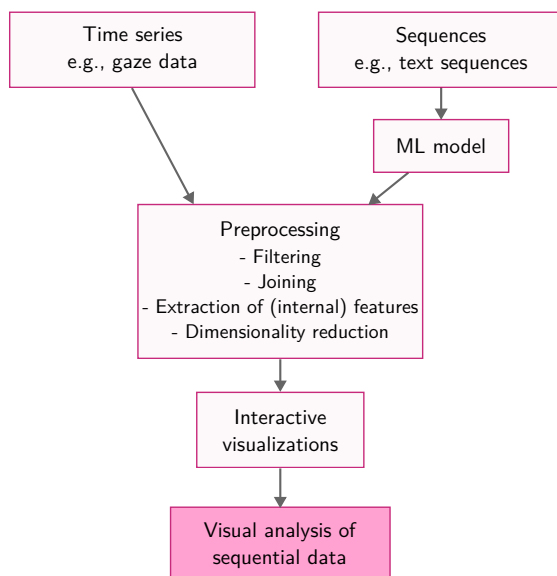 Time series
e.g., gaze data
Sequences
e.g., text sequences
ML model
Preprocessing
- Filtering
- Joining
- Extraction of (internal) features
- Dimensionality reduction
Interactive
visualizations
Visual analysis of
sequential data